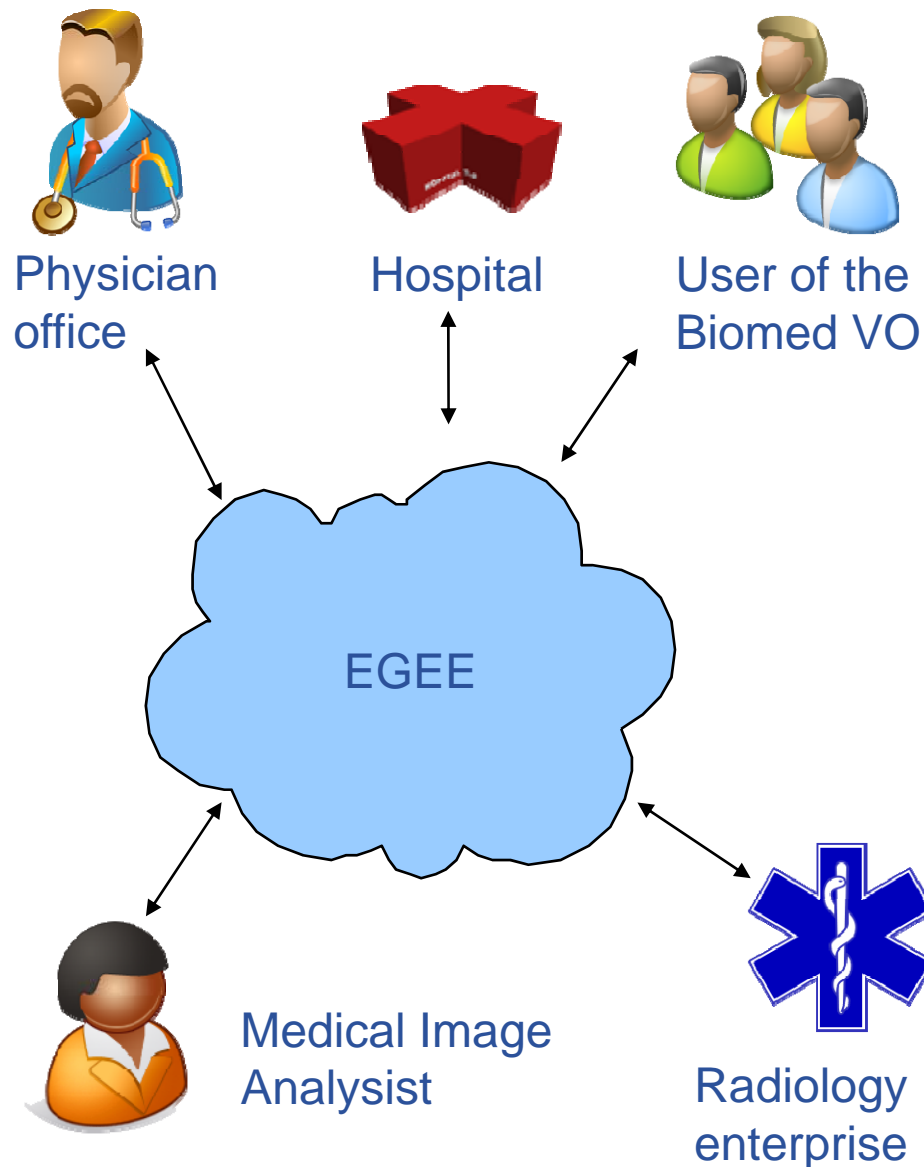 Physician
office
Hospital
User of the
Biomed VO
EGEE
Medical Image
Analysist
Radiology
enterprise